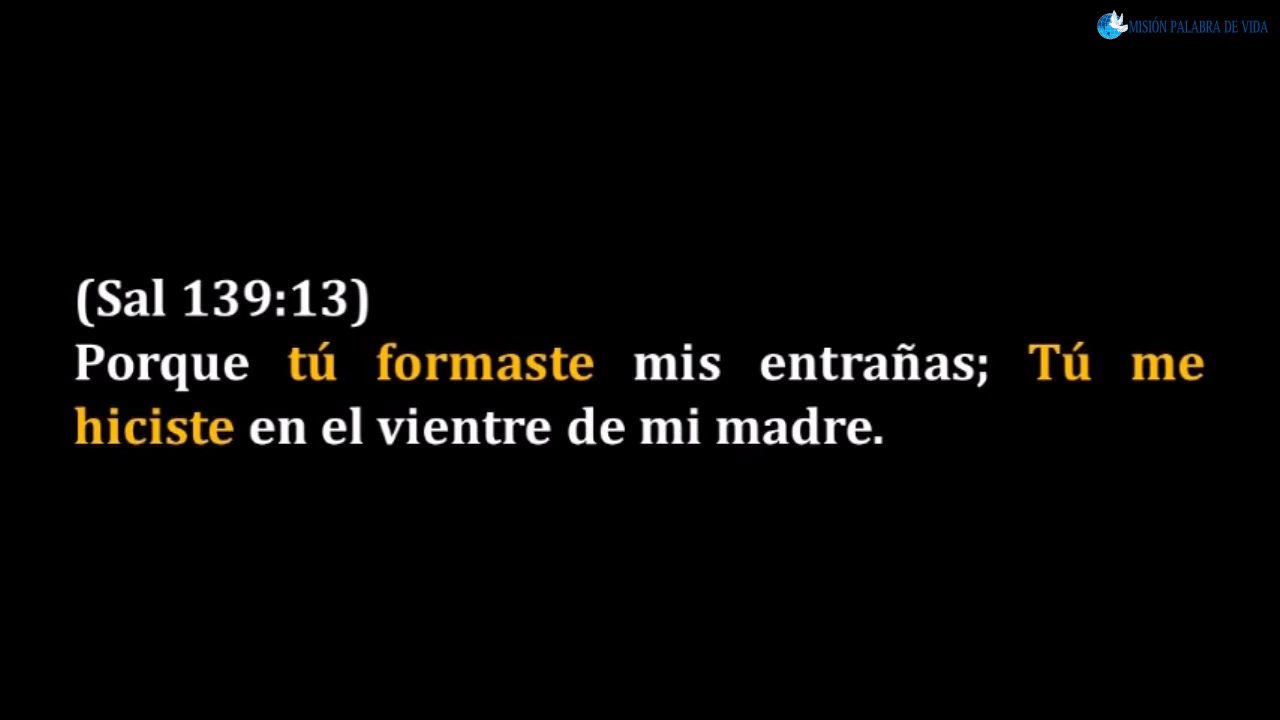 MISIÓN PALABRA DE VIDA
(Sal 139:13)
Porque tú formaste mis entrañas; Tú me
hiciste en el vientre de mi madre.